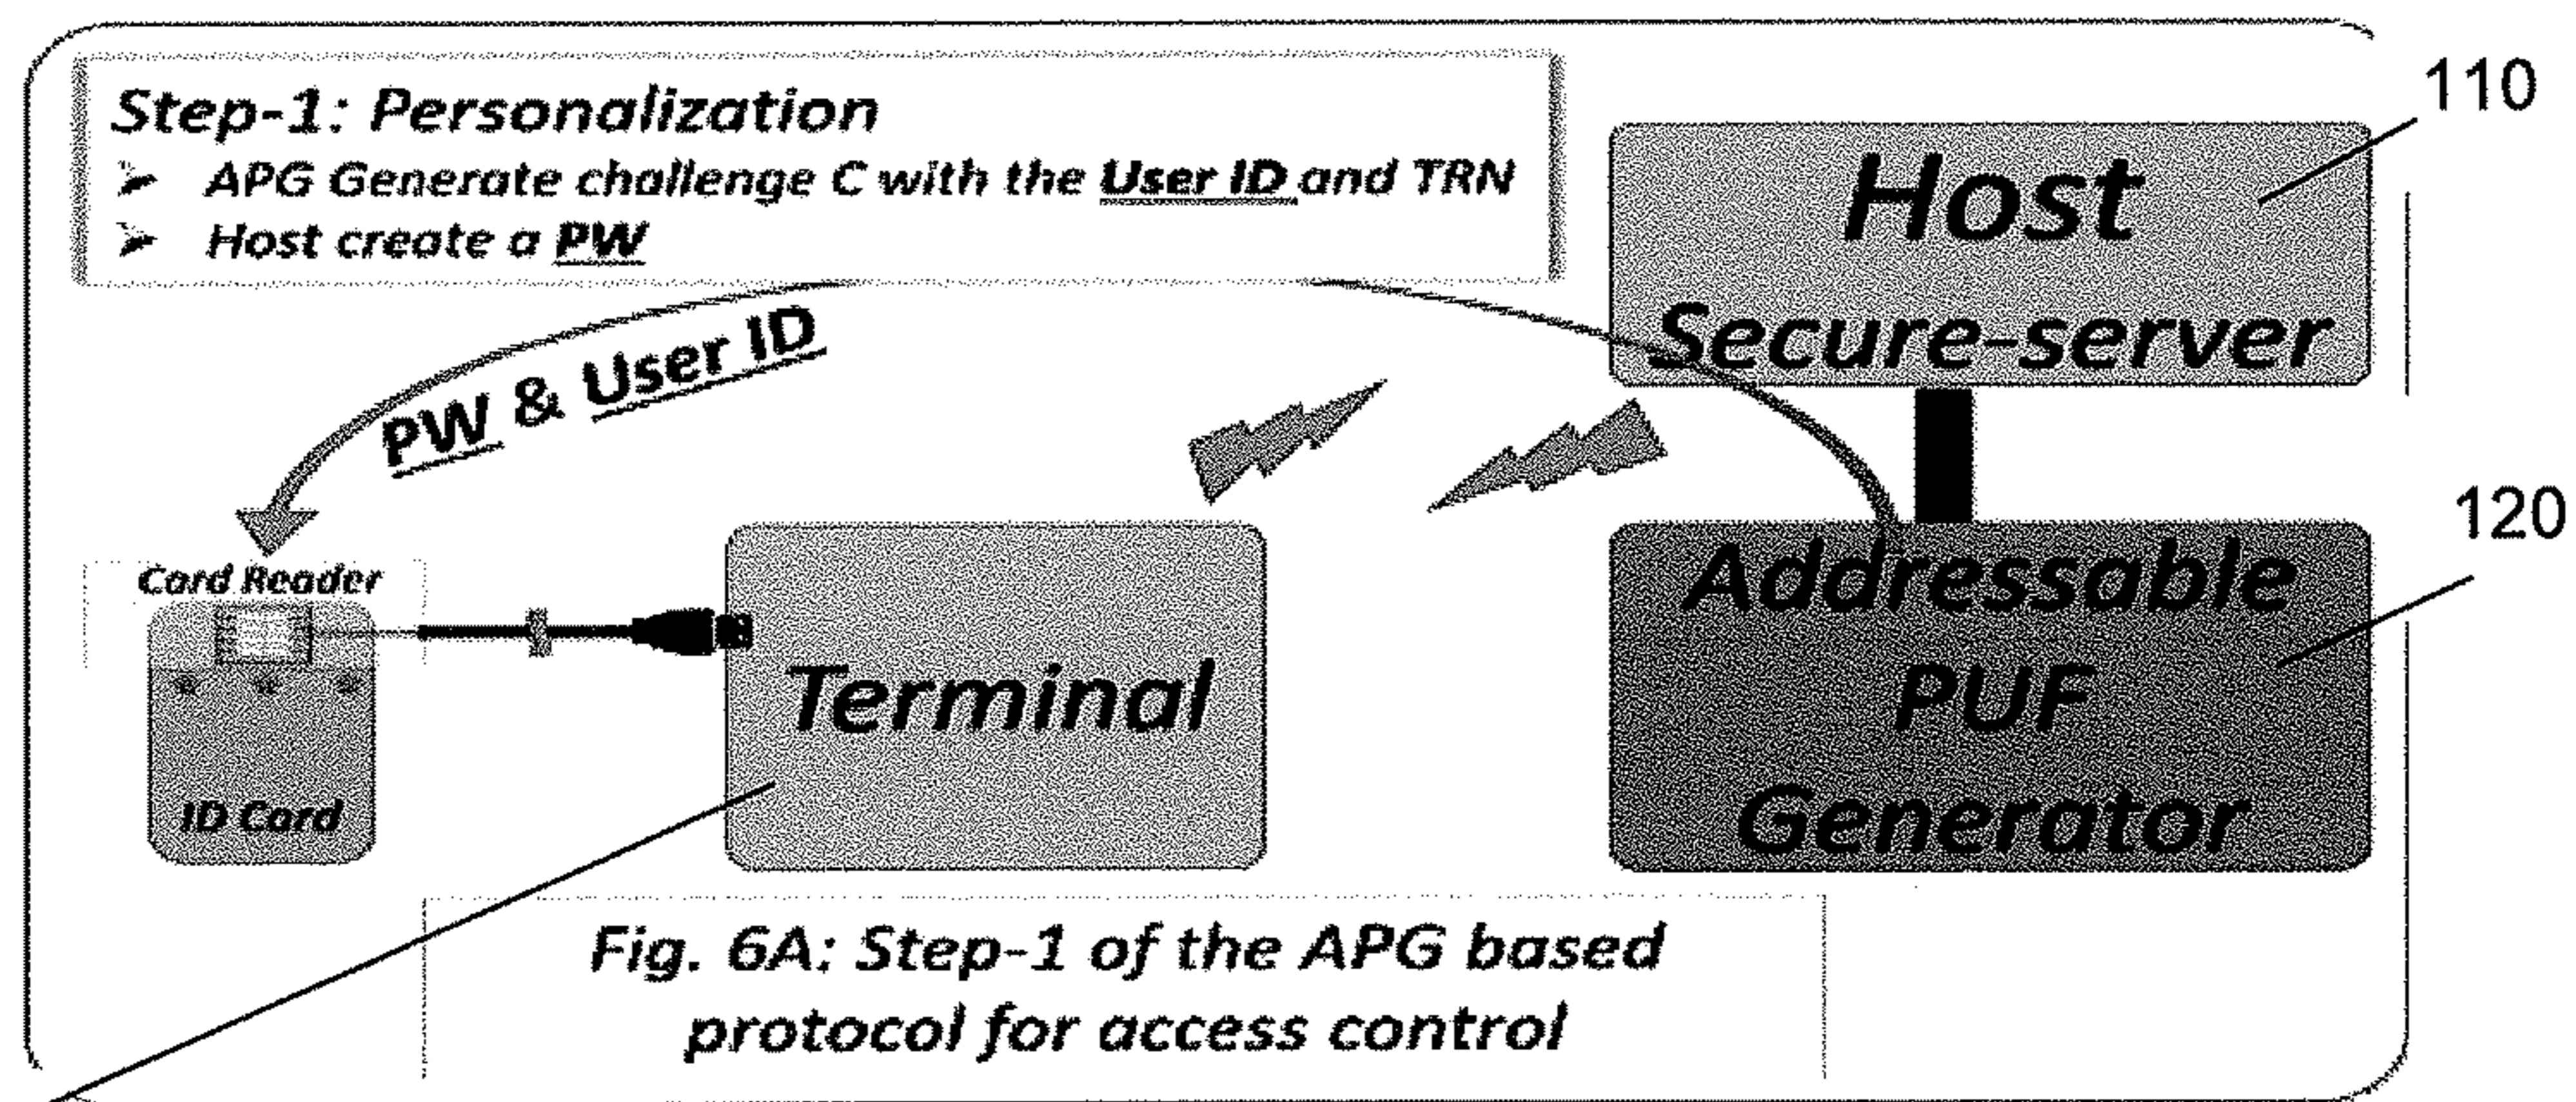 Step-1: Personalization
➢ APG Generate challenge C with the User ID and TRN
➢ Host create a PW
110
Host
Secure-server
PW & User ID
120
Card Reader
ID Card
Terminal
Addressable
PUF
Generator
Fig. 6A: Step-1 of the APG based
protocol for access control